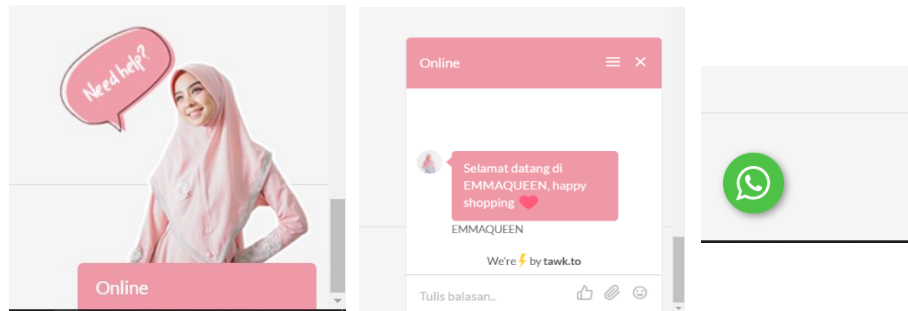 Need help?
Online
Online
Selamat datang di
EMMAQUEEN, happy
shopping
EMMAQUEEN
We're by tawk.to
Tulis balasan..